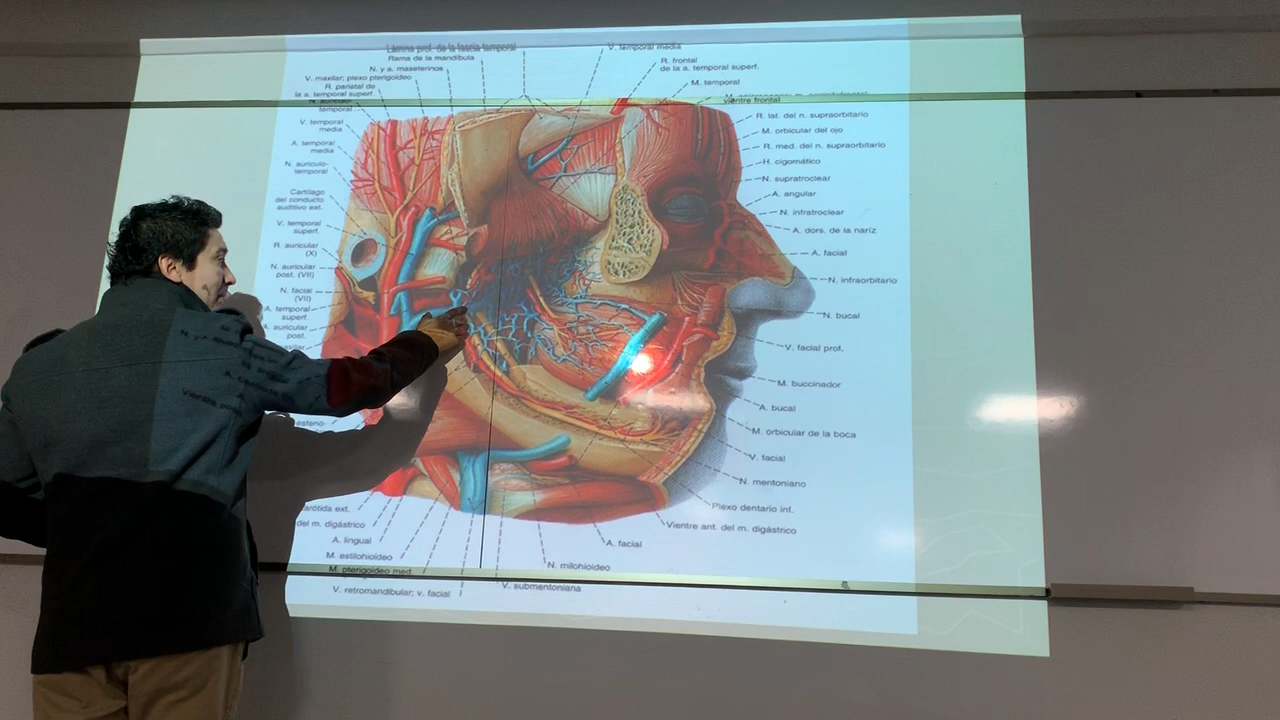 Lámina prof. de la fascia temporal
Rama de la mandíbula
N. y a. maseterinos
V. maxilar; plexo pterigoideo
R. parietal de
la a. temporal superf.
N. auriculo-
temporal
V. temporal
media
A. temporal
media
N. auriculo-
temporal
Cartílago
del conducto
auditivo ext.
V. temporal
superf.
R. auricular
(X)
N. auricular
post. (VII)
N. facial
(VII)
A. temporal
superf.
A. auricular
post.
V. temporal media
R. frontal
de la a. temporal superf.
M. temporal
vientre frontal
R. lat. del n. supraorbitario
M. orbicular del ojo
R. med. del n. supraorbitario
H. cigomático
N. supratroclear
A. angular
N. infratroclear
A. dors. de la naríz
A. facial
N. infraorbitario
N. bucal
V. facial prof.
M. buccinador
A. bucal
M. orbicular de la boca
V. facial
N. mentoniano
Plexo dentario inf.
Vientre ant. del m. digástrico
A. facial
N. milohioideo
V. submentoniana
arótida ext.
del m. digástrico
A. lingual
M. estilohioideo
M. pterigoideo med.
V. retromandibular; v. facial